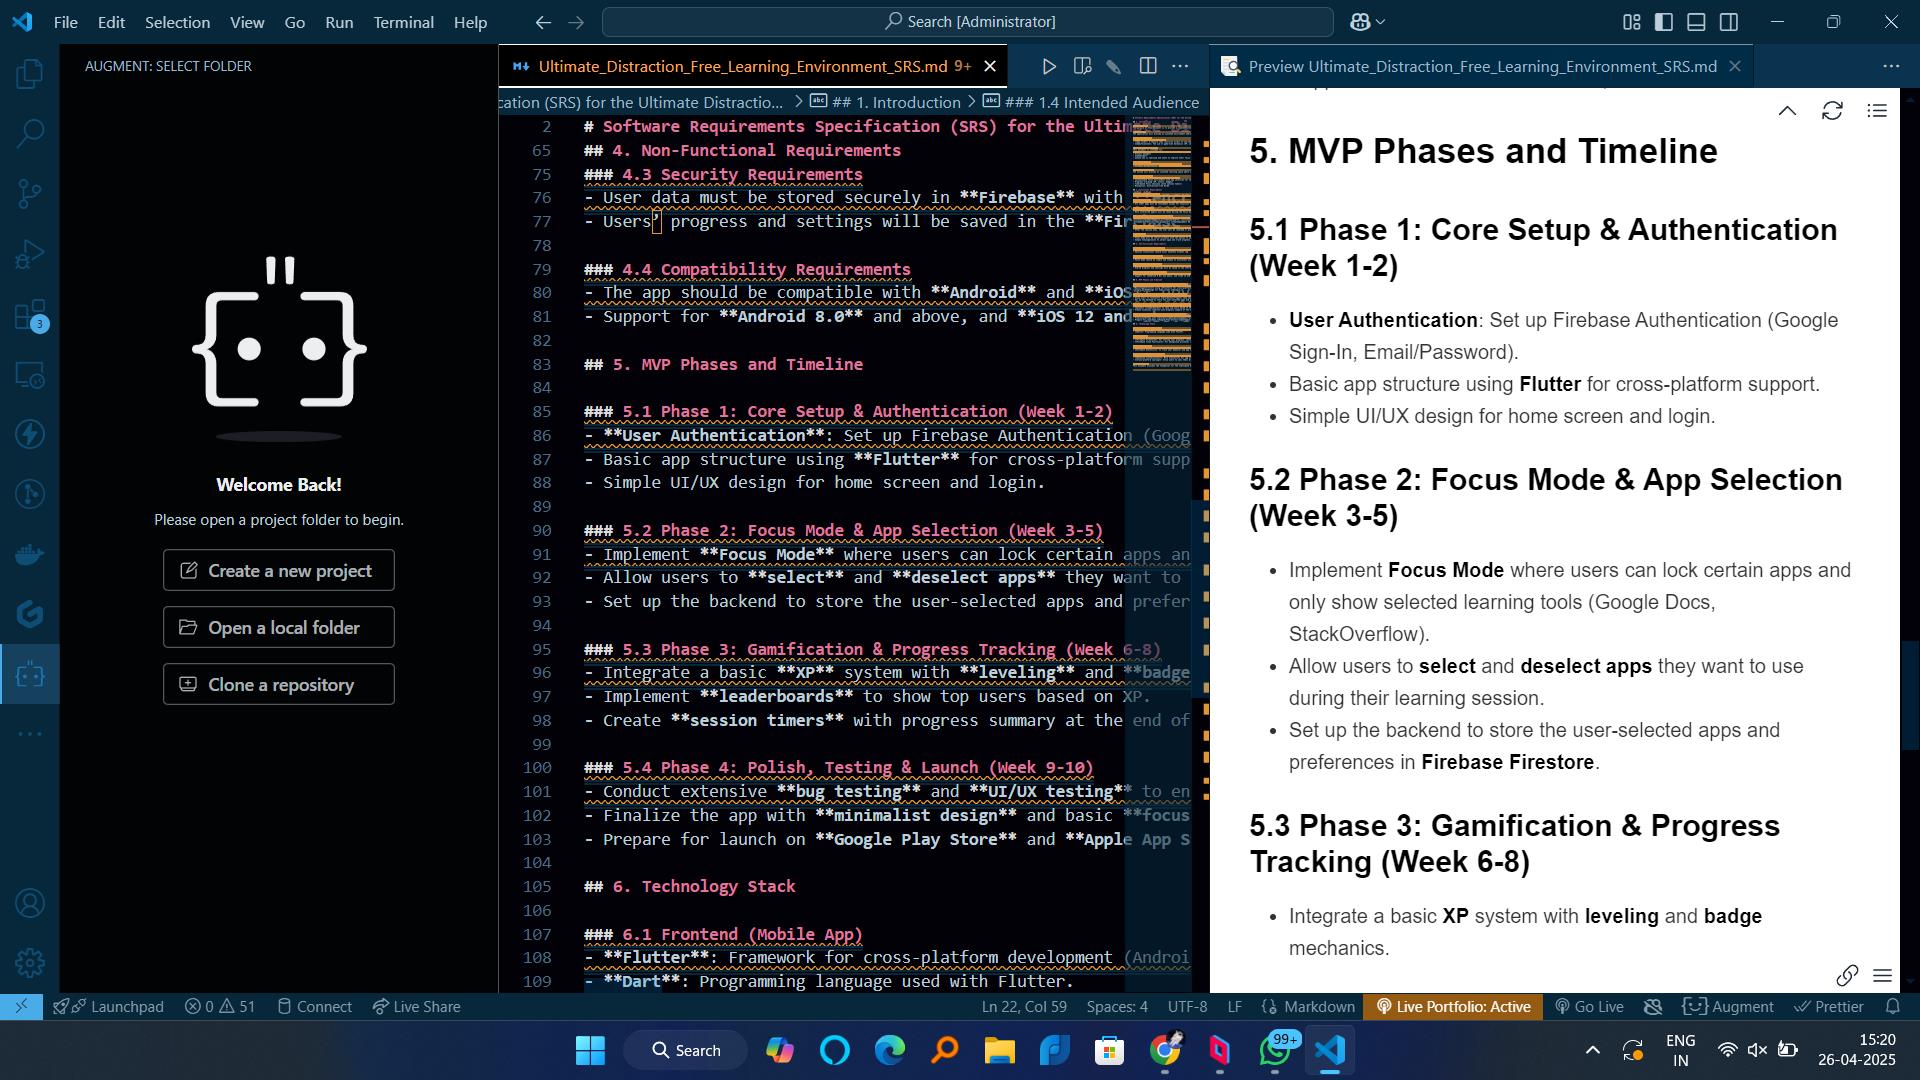 File Edit Selection View Go Run Terminal Help
Search [Administrator]
AUGMENT: SELECT FOLDER
Welcome Back!
Please open a project folder to begin.
Create a new project
Open a local folder
Clone a repository
3
Ultimate_Distraction_Free_Learning_Environment_SRS.md 9+
cation (SRS) for the Ultimate Distractio... > ## 1. Introduction > ### 1.4 Intended Audience
2 # Software Requirements Specification (SRS) for the Ultimate Di
65 ## 4. Non-Functional Requirements
75 ### 4.3 Security Requirements
76 - User data must be stored securely in **Firebase** with
77 - Users’ progress and settings will be saved in the **Fir
78
79 ### 4.4 Compatibility Requirements
80 - The app should be compatible with **Android** and **iOS
81 - Support for **Android 8.0** and above, and **iOS 12 and
82
83 ## 5. MVP Phases and Timeline
84
85 ### 5.1 Phase 1: Core Setup & Authentication (Week 1-2)
86 - **User Authentication**: Set up Firebase Authentication (Goog
87 - Basic app structure using **Flutter** for cross-platform supp
88 - Simple UI/UX design for home screen and login.
89
90 ### 5.2 Phase 2: Focus Mode & App Selection (Week 3-5)
91 - Implement **Focus Mode** where users can lock certain apps an
92 - Allow users to **select** and **deselect apps** they want to
93 - Set up the backend to store the user-selected apps and prefer
94
95 ### 5.3 Phase 3: Gamification & Progress Tracking (Week 6-8)
96 - Integrate a basic **XP** system with **leveling** and **badge
97 - Implement **leaderboards** to show top users based on XP.
98 - Create **session timers** with progress summary at the end of
99
100 ### 5.4 Phase 4: Polish, Testing & Launch (Week 9-10)
101 - Conduct extensive **bug testing** and **UI/UX testing** to en
102 - Finalize the app with **minimalist design** and basic **focus
103 - Prepare for launch on **Google Play Store** and **Apple App S
104
105 ## 6. Technology Stack
106
107 ### 6.1 Frontend (Mobile App)
108 - **Flutter**: Framework for cross-platform development (Androi
109 - **Dart**: Programming language used with Flutter.
Preview Ultimate_Distraction_Free_Learning_Environment_SRS.md
5. MVP Phases and Timeline
5.1 Phase 1: Core Setup & Authentication
(Week 1-2)
• User Authentication: Set up Firebase Authentication (Google
Sign-In, Email/Password).
• Basic app structure using Flutter for cross-platform support.
• Simple UI/UX design for home screen and login.
5.2 Phase 2: Focus Mode & App Selection
(Week 3-5)
• Implement Focus Mode where users can lock certain apps and
only show selected learning tools (Google Docs,
StackOverflow).
• Allow users to select and deselect apps they want to use
during their learning session.
• Set up the backend to store the user-selected apps and
preferences in Firebase Firestore.
5.3 Phase 3: Gamification & Progress
Tracking (Week 6-8)
• Integrate a basic XP system with leveling and badge
mechanics.
Launchpad 0 51 Connect Live Share Ln 22, Col 59 Spaces: 4 UTF-8 LF Markdown Live Portfolio: Active Go Live Augment Prettier
Search 99+ ENG 15:20
IN 26-04-2025